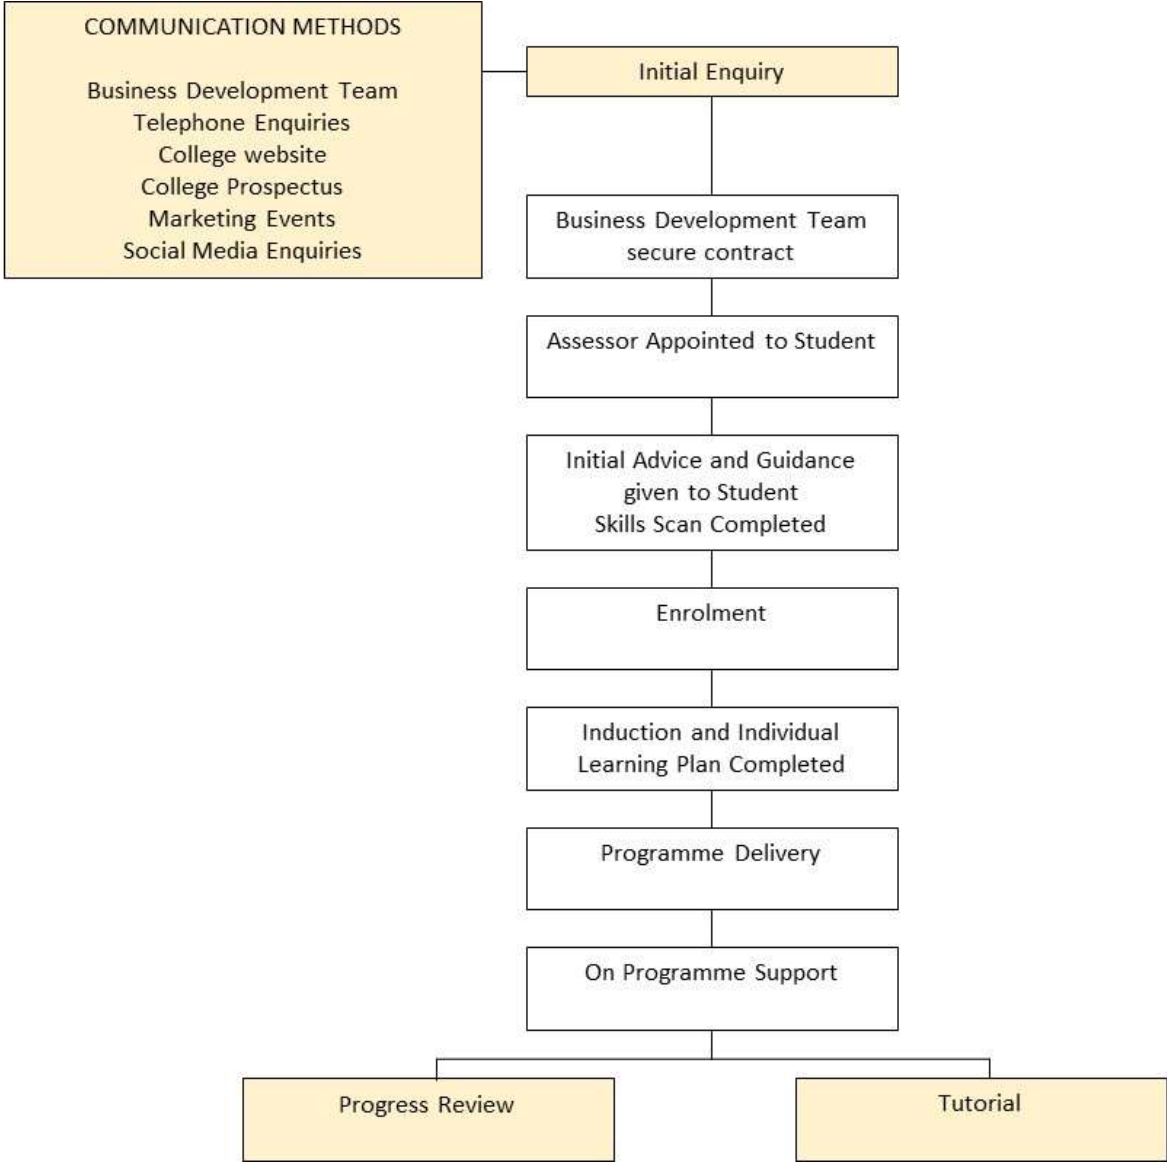 COMMUNICATION METHODS
Business Development Team
Telephone Enquiries
College website
College Prospectus
Marketing Events
Social Media Enquiries
Initial Enquiry
Business Development Team
secure contract
Assessor Appointed to Student
Initial Advice and Guidance
given to Student
Skills Scan Completed
Enrolment
Induction and Individual
Learning Plan Completed
Programme Delivery
On Programme Support
Progress Review
Tutorial